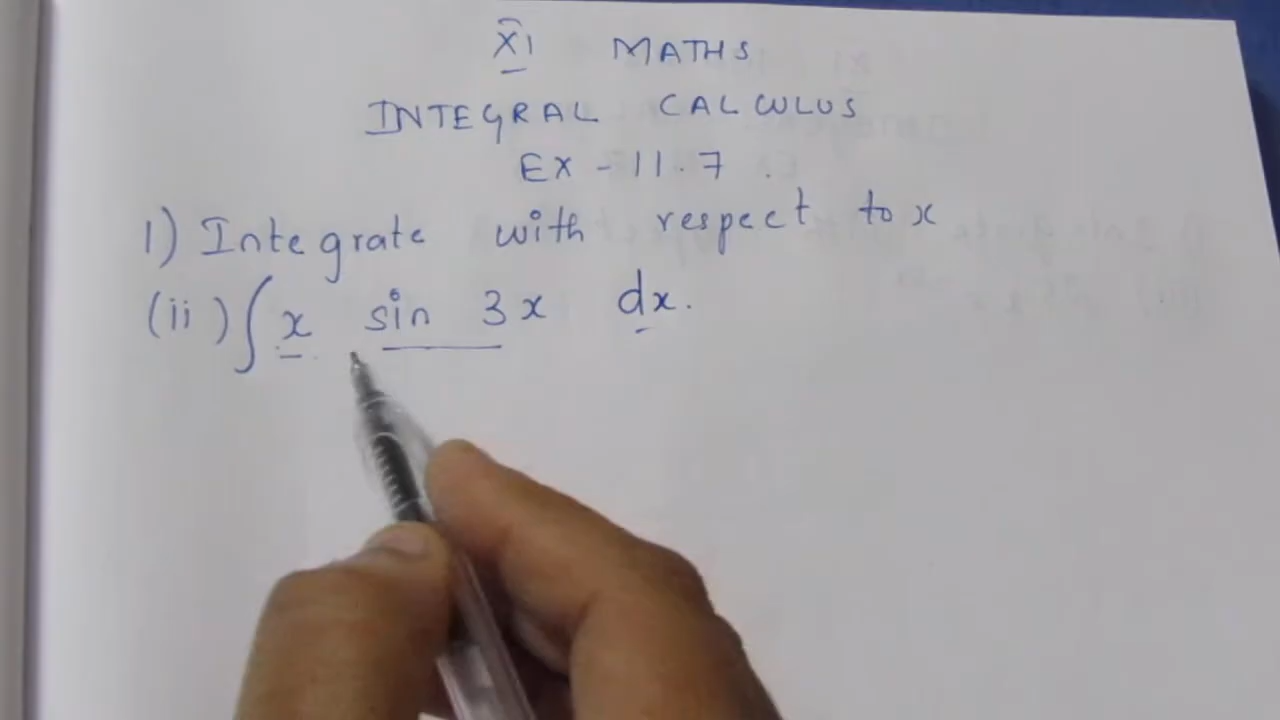 XI MATHS
INTEGRAL CALCULUS
EX - 11.7
1) Integrate with respect to x
(ii) ∫ x sin 3x dx.